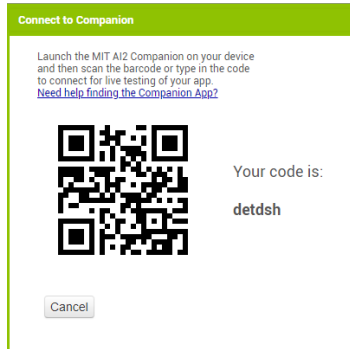 Connect to Companion
Launch the MIT AI2 Companion on your device
and then scan the barcode or type in the code
to connect for live testing of your app.
Need help finding the Companion App?
Your code is:
detdsh
Cancel